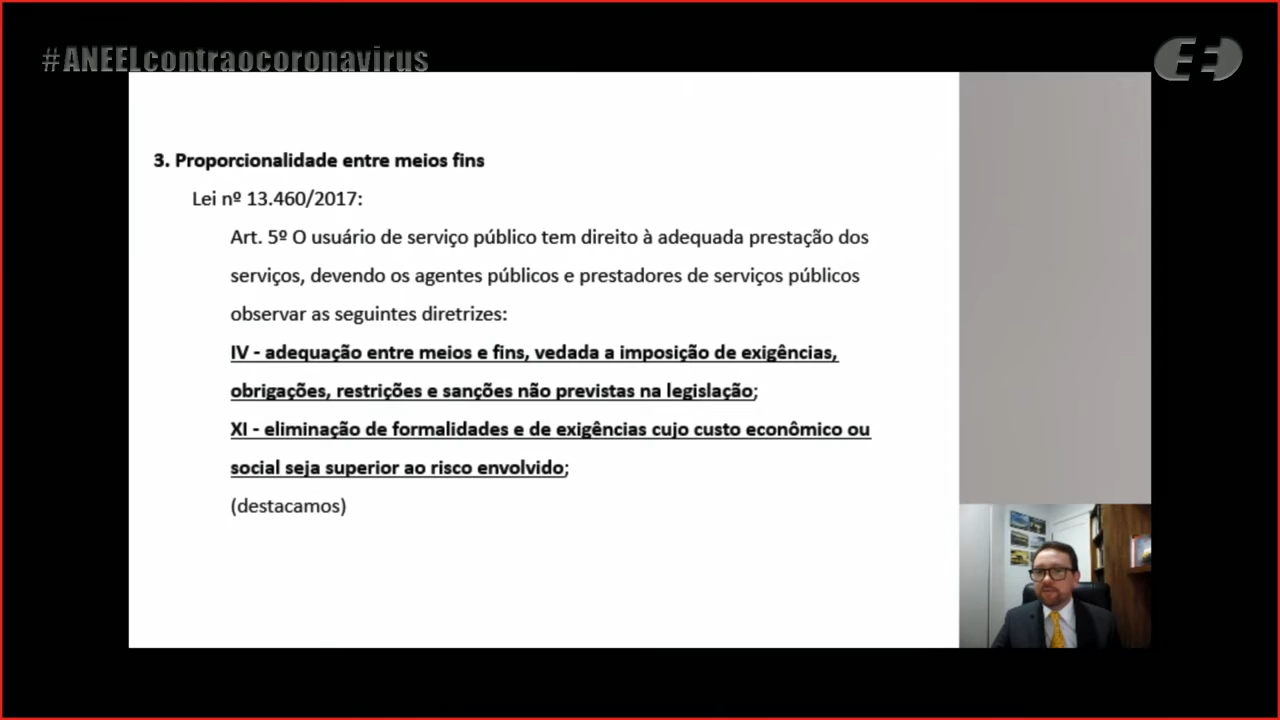 #ANEELcontraocoronavirus
3. Proporcionalidade entre meios fins
Lei nº 13.460/2017:
Art. 5º O usuário de serviço público tem direito à adequada prestação dos
serviços, devendo os agentes públicos e prestadores de serviços públicos
observar as seguintes diretrizes:
IV - adequação entre meios e fins, vedada a imposição de exigências,
obrigações, restrições e sanções não previstas na legislação;
XI - eliminação de formalidades e de exigências cujo custo econômico ou
social seja superior ao risco envolvido;
(destacamos)